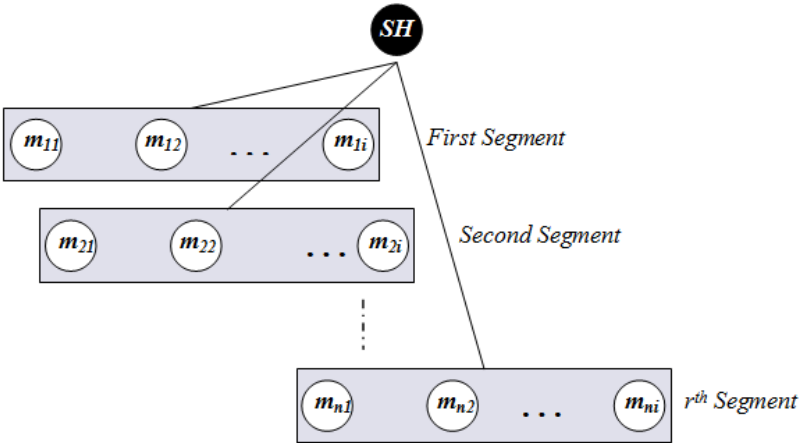 SH
m11 m12 ... m1i
First Segment
m21 m22 ... m2i
Second Segment
mn1 mn2 ... mni
rth Segment